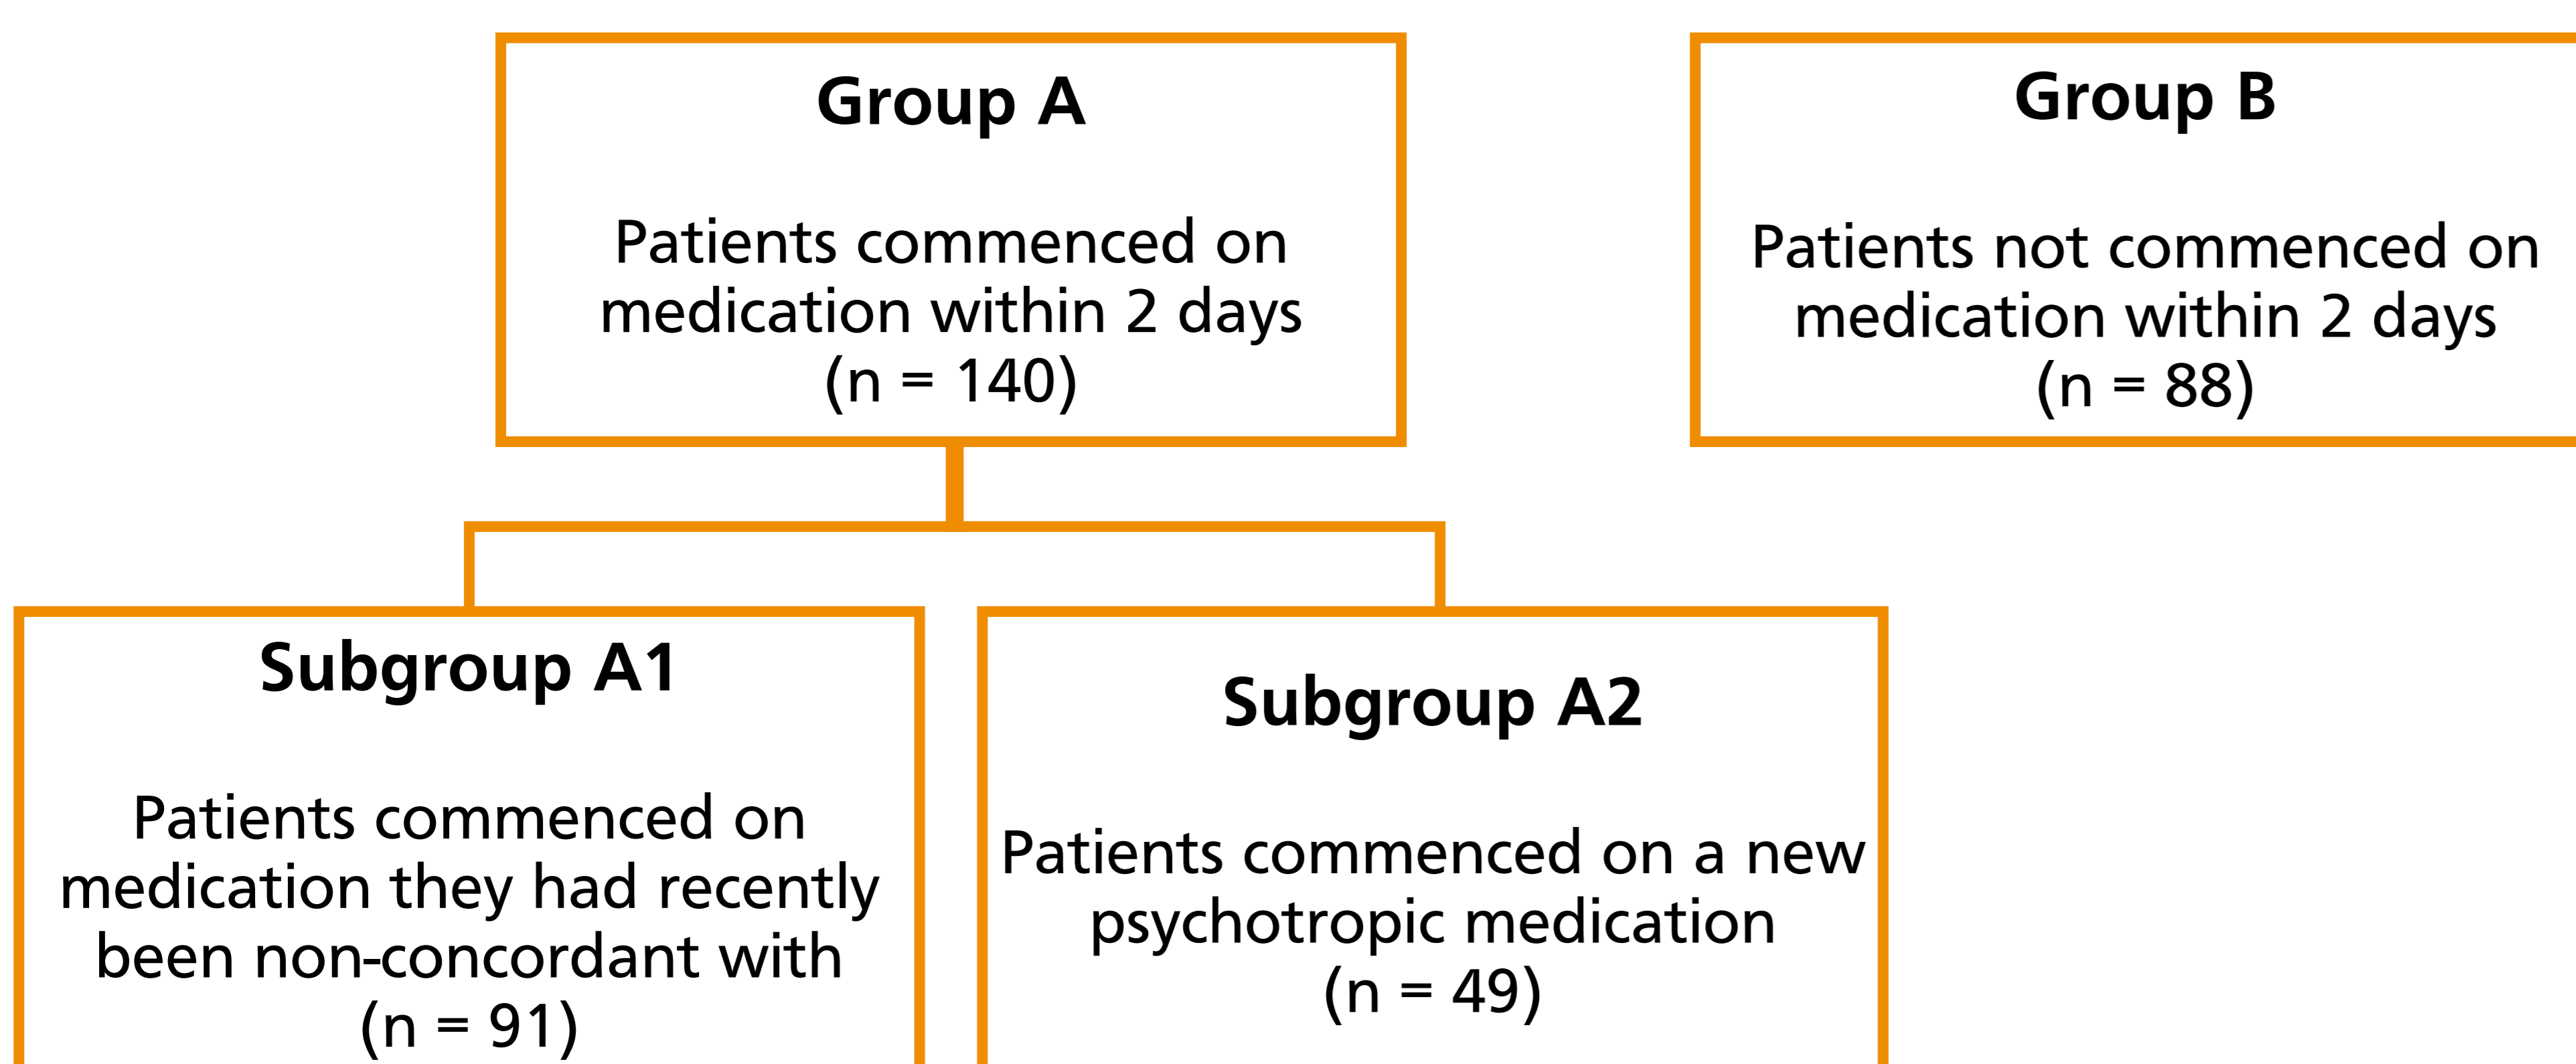 Group A
Patients commenced on
medication within 2 days
(n = 140)
Group B
Patients not commenced on
medication within 2 days
(n = 88)
Subgroup A1
Patients commenced on
medication they had recently
been non-concordant with
(n = 91)
Subgroup A2
Patients commenced on a new
psychotropic medication
(n = 49)